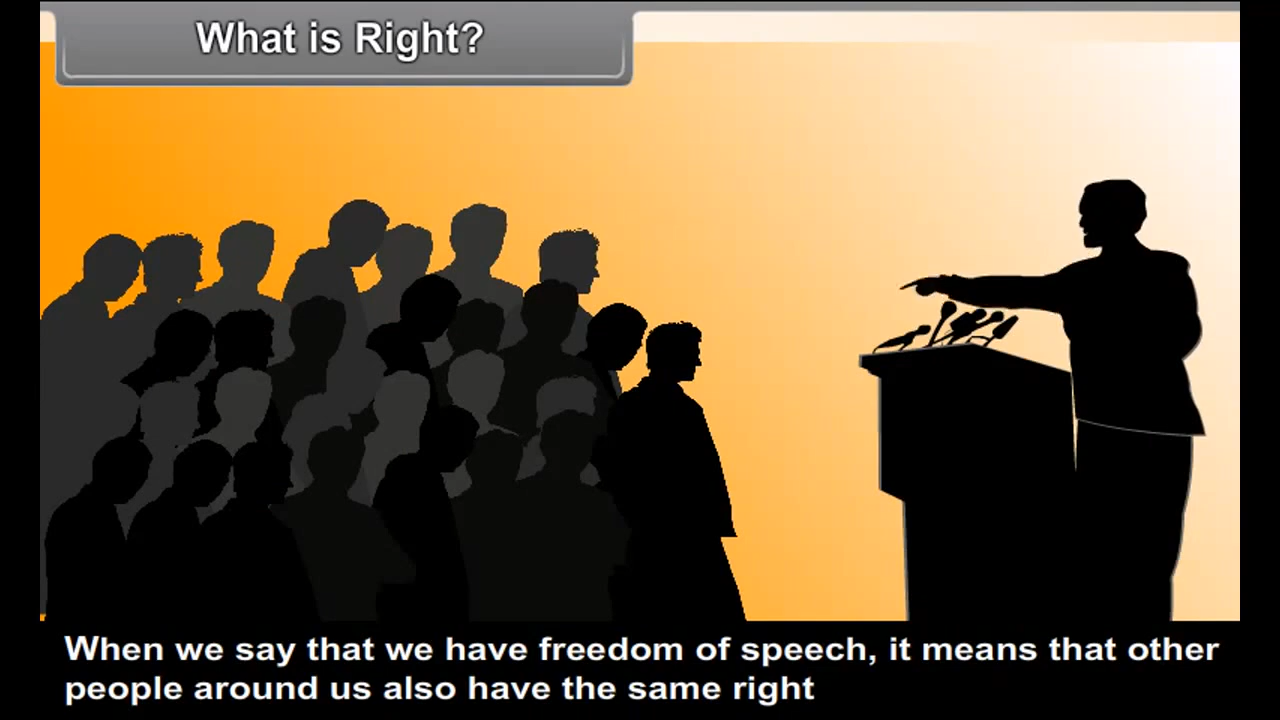 What is Right?
When we say that we have freedom of speech, it means that other
people around us also have the same right